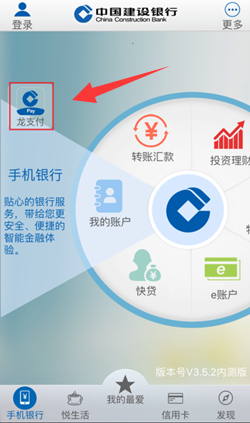 登录
中国建设银行
China Construction Bank
更多
Pay
龙支付
转账汇款
投资理财
手机银行
贴心的银行服
务，带给您更
安全、便捷的
智能金融体
验。
我的账户
特
快贷
e
e账户
版本号V3.5.2内测版
手机银行
悦生活
我的最爱
信用卡
发现